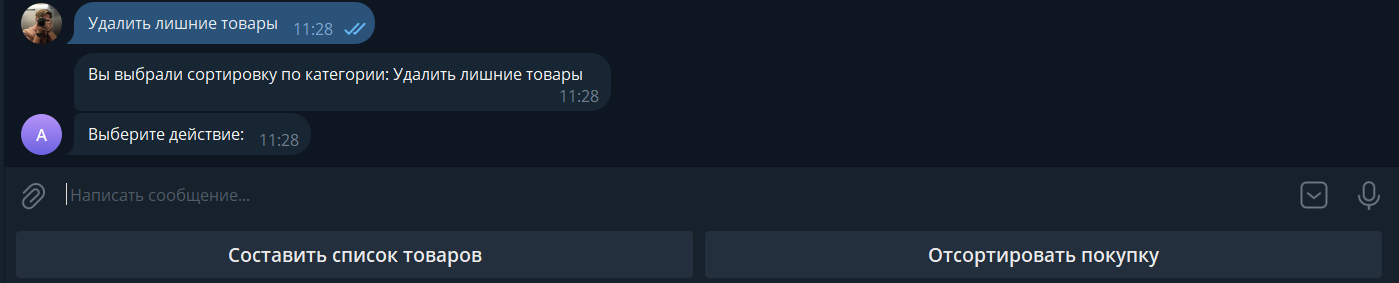 Удалить лишние товары 11:28
Вы выбрали сортировку по категории: Удалить лишние товары
11:28
А
Выберите действие: 11:28
Написать сообщение...
Составить список товаров
Отсортировать покупку